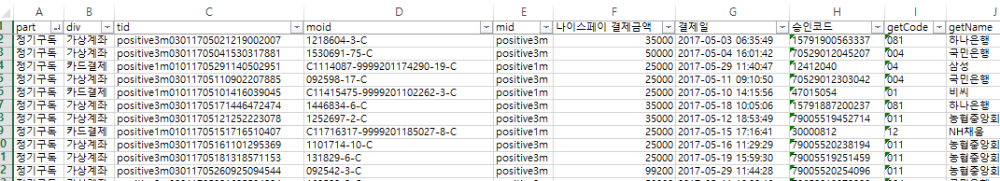 A B C D E F G H I J
1 part div tid moid mid 나이스페이 결제금액 결제일 승인코드 getCode getName
2 정기구독 가상계좌 positive3m03011705021219002007 1218604-3-C positive3m 35000 2017-05-03 06:35:49 15791900563337 081 하나은행
3 정기구독 가상계좌 positive3m03011705041530317881 1530691-75-C positive3m 50000 2017-05-04 16:01:42 70529012045207 004 국민은행
4 정기구독 카드결제 positive1m01011705291140502951 C1114087-9999201174290-19-C positive1m 25000 2017-05-29 11:40:47 12412040 04 삼성
5 정기구독 가상계좌 positive3m03011705110902207885 092598-17-C positive3m 25000 2017-05-11 09:10:50 70529012303042 004 국민은행
6 정기구독 카드결제 positive1m01011705101416039045 C11415475-9999201102262-3-C positive1m 25000 2017-05-10 14:15:56 47015054 01 비씨
7 정기구독 가상계좌 positive3m03011705171446472474 1446834-6-C positive3m 35000 2017-05-18 10:05:06 15791887200237 081 하나은행
8 정기구독 가상계좌 positive3m03011705121252223078 1252697-2-C positive3m 35000 2017-05-12 18:53:49 79005519452714 011 농협중앙회
9 정기구독 카드결제 positive1m01011705151716510407 C11716317-9999201185027-8-C positive1m 25000 2017-05-15 17:16:41 30000812 12 NH채움
0 정기구독 가상계좌 positive3m03011705161101295369 1101714-10-C positive3m 25000 2017-05-16 11:29:29 79005520238194 011 농협중앙회
1 정기구독 가상계좌 positive3m03011705181318571153 131829-6-C positive3m 25000 2017-05-19 15:59:30 79005519251459 011 농협중앙회
2 정기구독 가상계좌 positive3m03011705260925094544 092542-3-C positive3m 99200 2017-05-29 11:44:28 79005520254096 011 농협중앙회